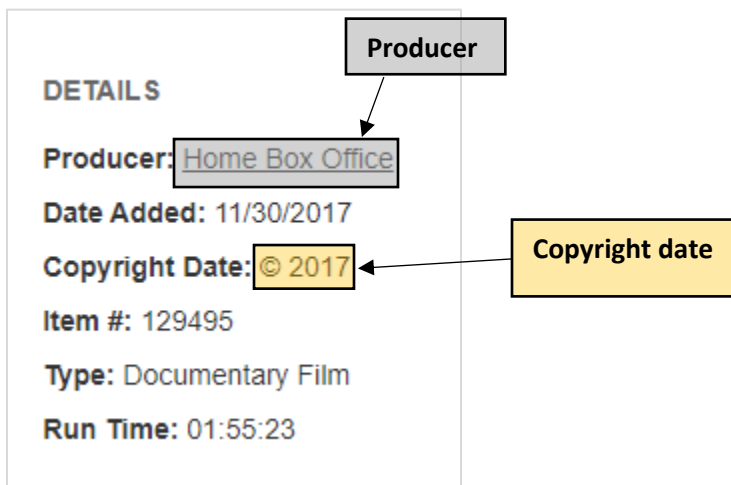 Producer
DETAILS
Producer: Home Box Office
Date Added: 11/30/2017
Copyright Date: © 2017
Copyright date
Item #: 129495
Type: Documentary Film
Run Time: 01:55:23